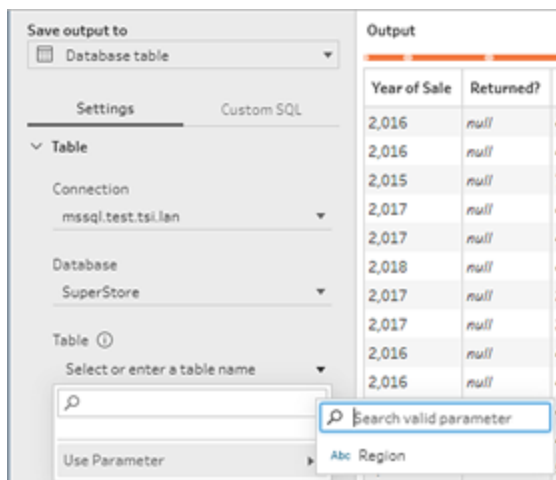 Save output to
Database table
Settings
Custom SQL
Table
Connection
mssql.test.tsi.lan
Database
SuperStore
Table
Select or enter a table name
Use Parameter
Output
Year of Sale Returned?
2,016 null
2,016 null
2,015 null
2,017 null
2,017 null
2,018 null
2,017 null
2,017 null
2,016 null
2,016 null
Search valid parameter
Abc Region